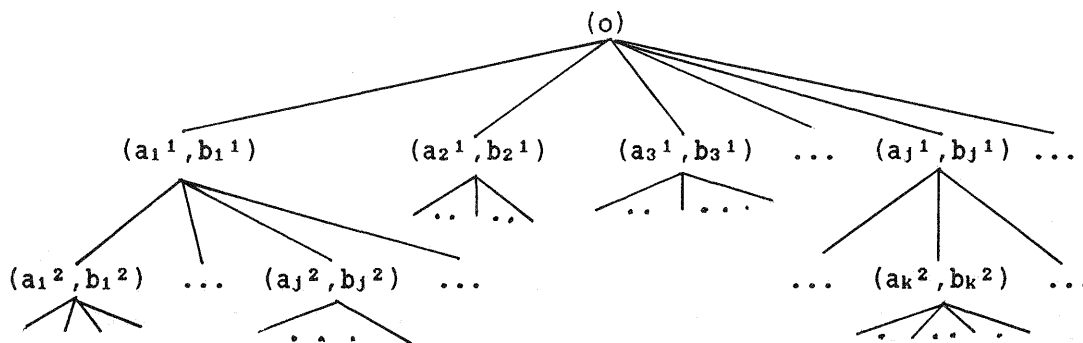 (o)
(a₁¹,b₁¹) (a₂¹,b₂¹) (a₃¹,b₃¹) ... (aⱼ¹,bⱼ¹) ...
(a₁²,b₁²) ... (aⱼ²,bⱼ²) ... ... (aₖ²,bₖ²) ...